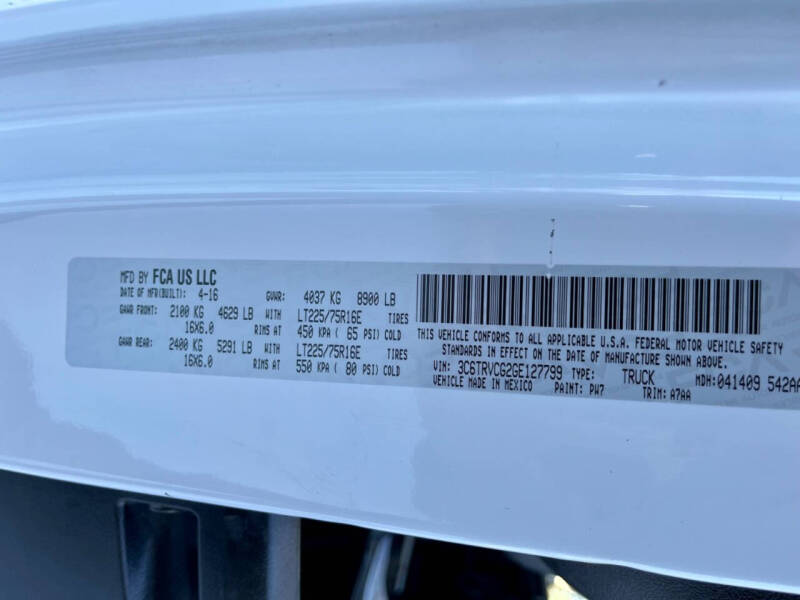 MFD BY FCA US LLC
DATE OF MFR(BUILT): 4-16 GVWR: 4037 KG 8900 LB
GAWR FRONT: 2100 KG 4629 LB WITH LT225/75R16E TIRES
16X6.0 RIMS AT 450 KPA ( 65 PSI) COLD
GAWR REAR: 2400 KG 5291 LB WITH LT225/75R16E TIRES
16X6.0 RIMS AT 550 KPA ( 80 PSI) COLD
THIS VEHICLE CONFORMS TO ALL APPLICABLE U.S.A. FEDERAL MOTOR VEHICLE SAFETY
STANDARDS IN EFFECT ON THE DATE OF MANUFACTURE SHOWN ABOVE.
VIN: 3C6TRVCG2GE127799 TYPE: TRUCK MDH:041409 542AA
VEHICLE MADE IN MEXICO PAINT: PW7 TRIM: A7AA